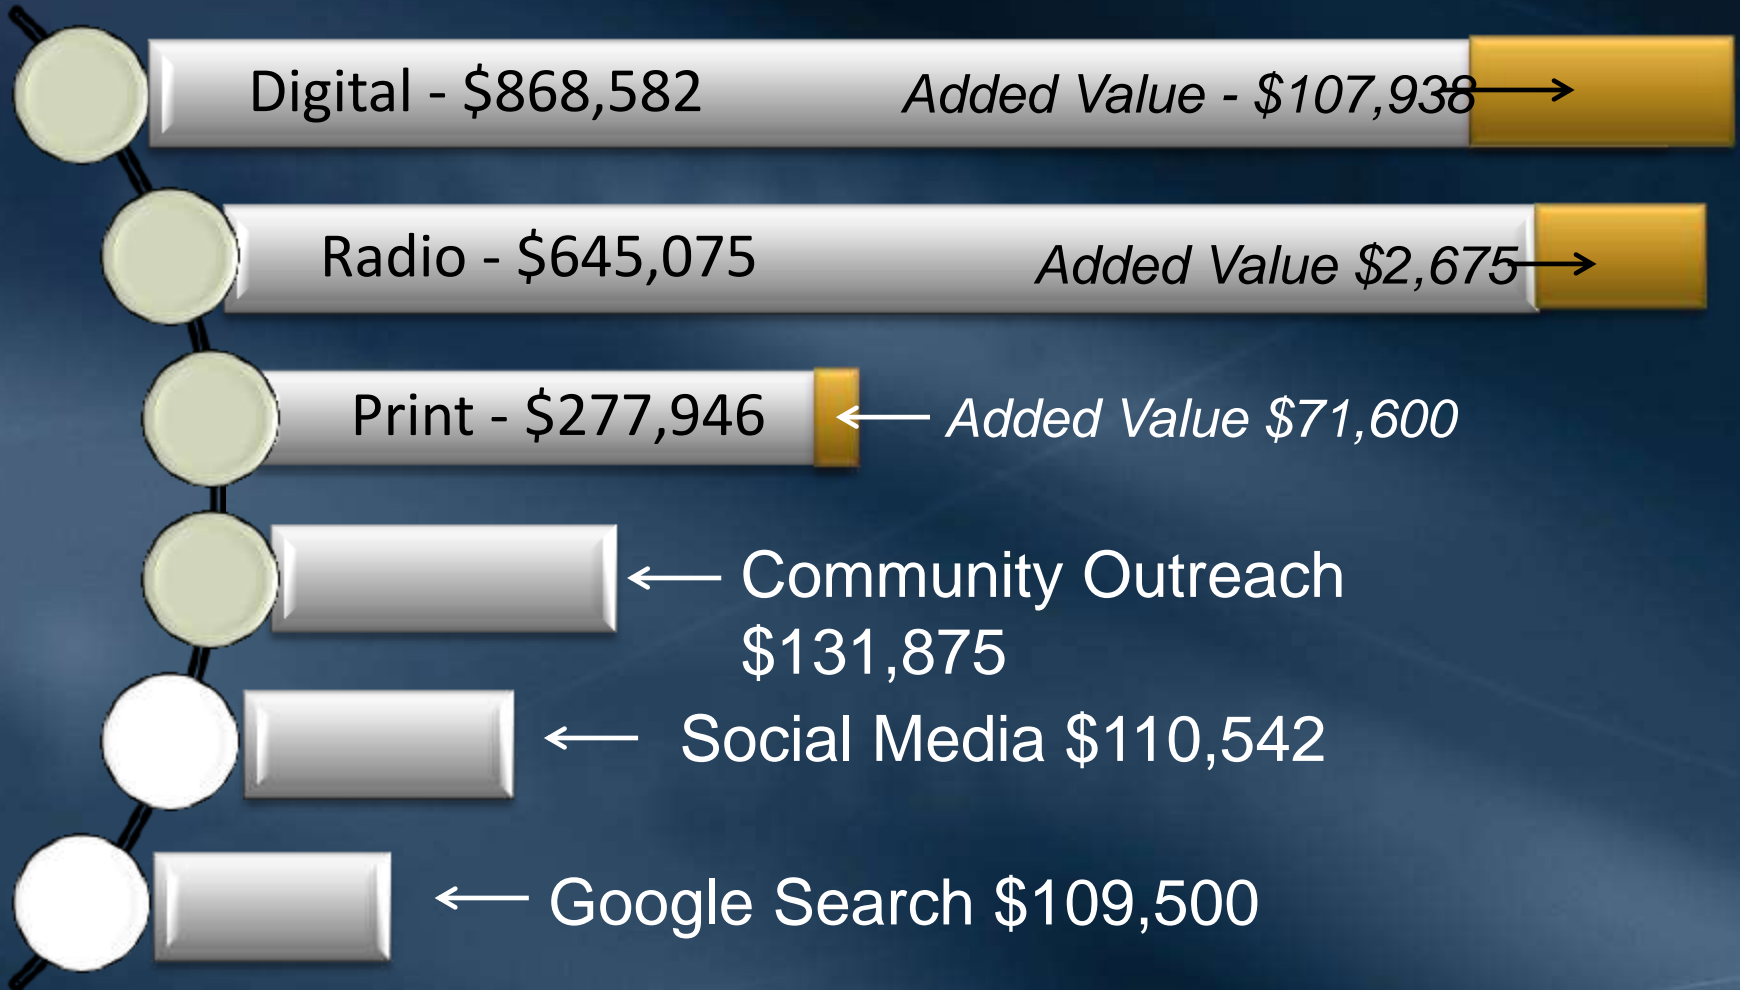 Digital - $868,582 Added Value - $107,938
Radio - $645,075 Added Value $2,675
Print - $277,946 Added Value $71,600
Community Outreach
$131,875
Social Media $110,542
Google Search $109,500